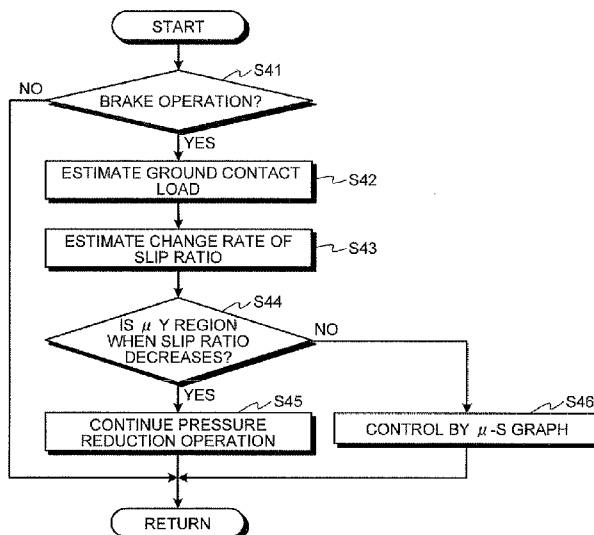 START
S41
NO
BRAKE OPERATION?
YES
ESTIMATE GROUND CONTACT
LOAD
S42
ESTIMATE CHANGE RATE OF
SLIP RATIO
S43
S44
IS μ Y REGION
WHEN SLIP RATIO
DECREASES?
NO
YES
S45
CONTINUE PRESSURE
REDUCTION OPERATION
S46
CONTROL BY μ-S GRAPH
RETURN